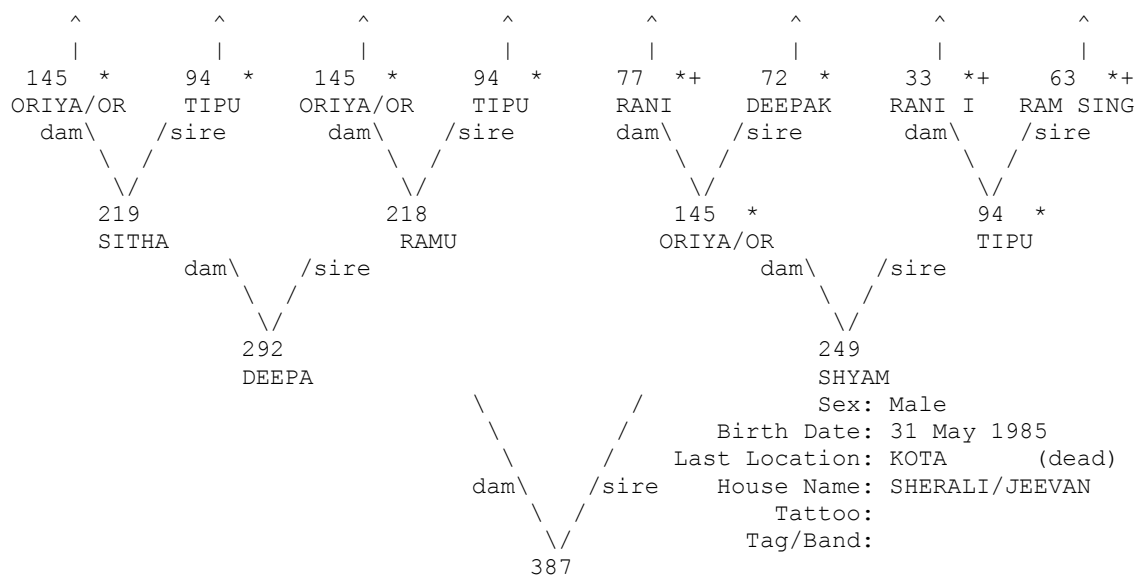 ^ ^ ^ ^ ^ ^ ^ ^
| | | | | | | |
145 * 94 * 145 * 94 * 77 *+ 72 * 33 *+ 63 *+
ORIYA/OR TIPU ORIYA/OR TIPU RANI DEEPAK RANI I RAM SING
dam\ /sire dam\ /sire dam\ /sire dam\ /sire
\ / \ / \ / \ /
\/ \/ \/ \/
219 218 145 * 94 *
SITHA RAMU ORIYA/OR TIPU
dam\ /sire dam\ /sire
\ / \ /
\/ \/
292 249
DEEPA SHYAM
\ / Sex: Male
\ / Birth Date: 31 May 1985
\ / Last Location: KOTA (dead)
dam\ /sire House Name: SHERALI/JEEVAN
\ / Tattoo:
\/ Tag/Band:
387